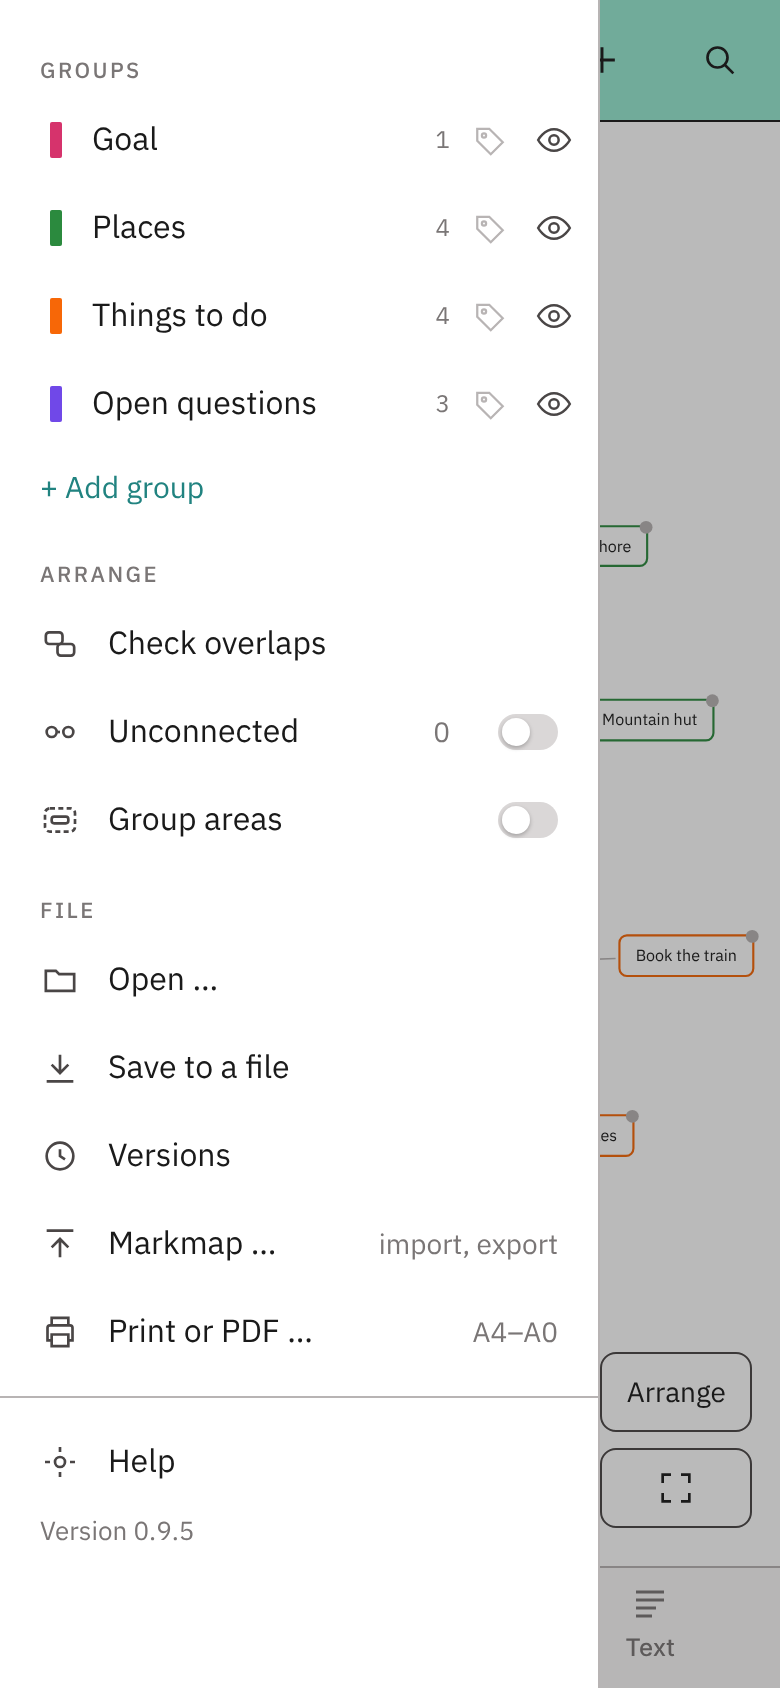 GROUPS
Goal 1
Places 4
Things to do 4
Open questions 3
+ Add group
ARRANGE
Check overlaps
Unconnected 0
Group areas
FILE
Open ...
Save to a file
Versions
Markmap ... import, export
Print or PDF ... A4–A0
Help
Version 0.9.5
hore
Mountain hut
Book the train
es
Arrange
Text